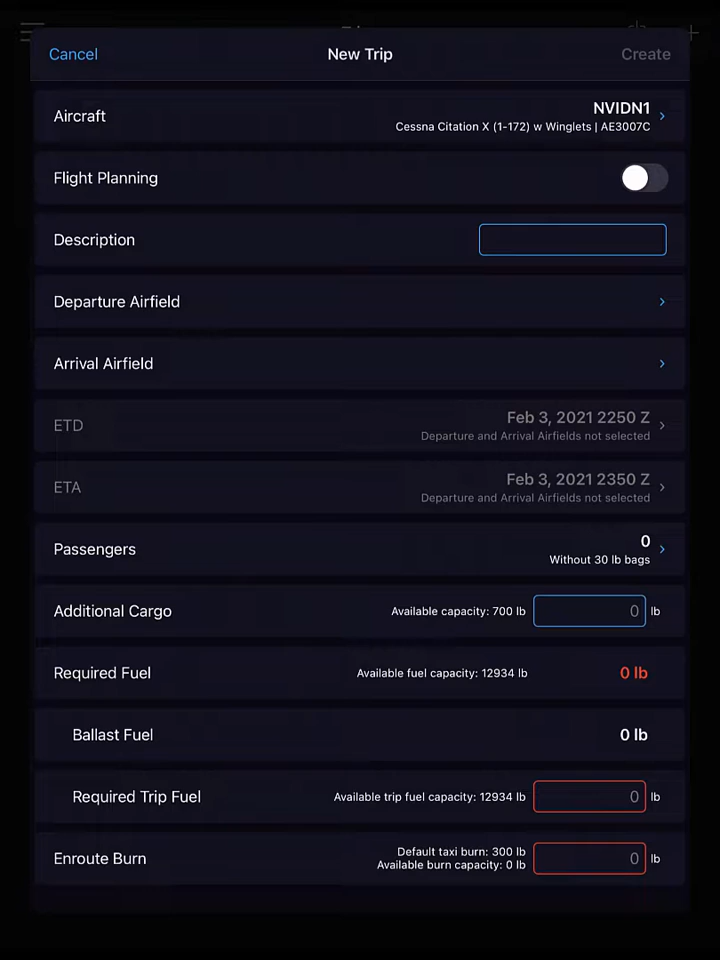 Cancel New Trip Create
Aircraft NVIDN1
Cessna Citation X (1-172) w Winglets | AE3007C
Flight Planning
Description
Departure Airfield
Arrival Airfield
ETD Feb 3, 2021 2250 Z
Departure and Arrival Airfields not selected
ETA Feb 3, 2021 2350 Z
Departure and Arrival Airfields not selected
Passengers 0
Without 30 lb bags
Additional Cargo Available capacity: 700 lb 0 lb
Required Fuel Available fuel capacity: 12934 lb 0 lb
Ballast Fuel 0 lb
Required Trip Fuel Available trip fuel capacity: 12934 lb 0 lb
Enroute Burn Default taxi burn: 300 lb
Available burn capacity: 0 lb 0 lb